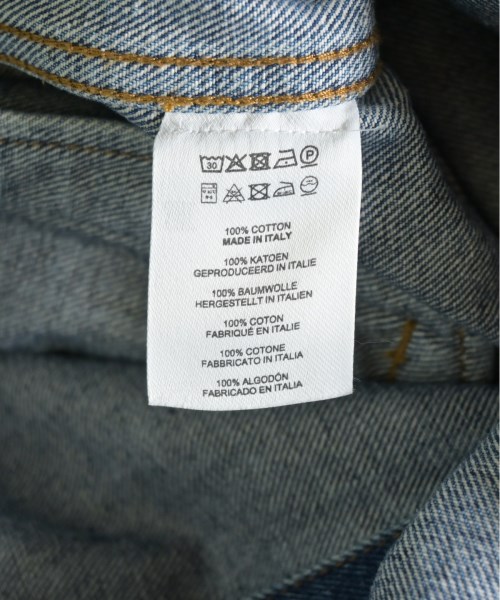 30 P
100% COTTON
MADE IN ITALY
100% KATOEN
GEPRODUCEERD IN ITALIE
100% BAUMWOLLE
HERGESTELLT IN ITALIEN
100% COTON
FABRIQUÉ EN ITALIE
100% COTONE
FABBRICATO IN ITALIA
100% ALGODÓN
FABRICADO EN ITALIA